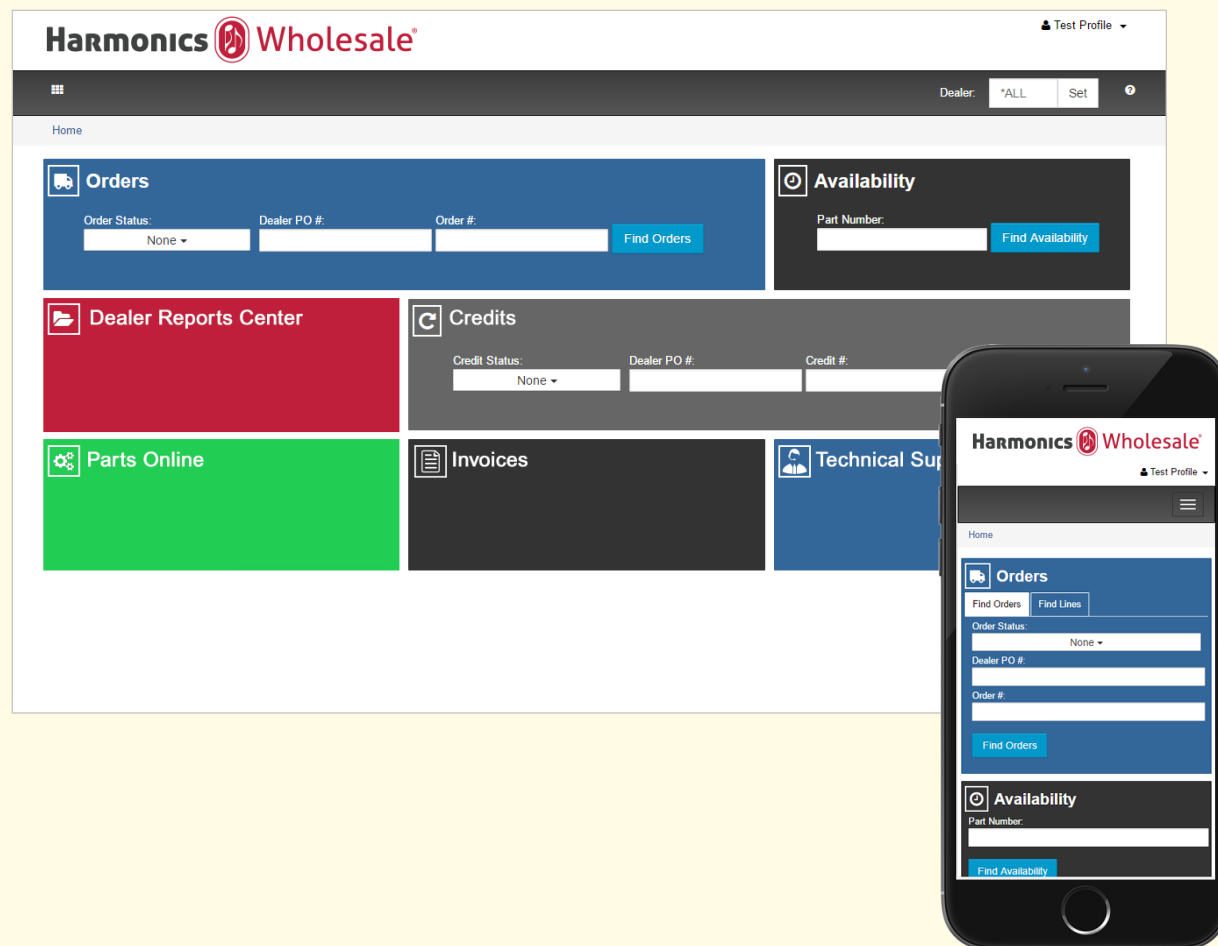 Harmonics Wholesale®
Test Profile
Dealer: *ALL Set
Home
Orders
Order Status: Dealer PO #: Order #:
None Find Orders
Availability
Part Number:
Find Availability
Dealer Reports Center
Credits
Credit Status: Dealer PO #: Credit #:
None
Parts Online
Invoices
Technical Sup
Harmonics Wholesale®
Test Profile
Home
Orders
Find Orders Find Lines
Order Status:
None
Dealer PO #:
Order #:
Find Orders
Availability
Part Number:
Find Availability